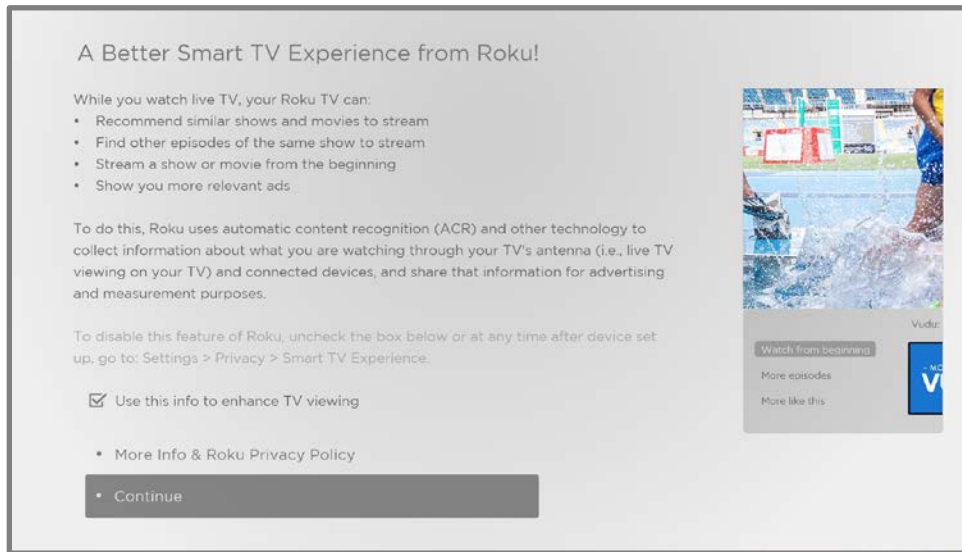 A Better Smart TV Experience from Roku!
While you watch live TV, your Roku TV can:
• Recommend similar shows and movies to stream
• Find other episodes of the same show to stream
• Stream a show or movie from the beginning
• Show you more relevant ads
To do this, Roku uses automatic content recognition (ACR) and other technology to
collect information about what you are watching through your TV's antenna (i.e., live TV
viewing on your TV) and connected devices, and share that information for advertising
and measurement purposes.
To disable this feature of Roku, uncheck the box below or at any time after device set
up, go to: Settings > Privacy > Smart TV Experience.
Use this info to enhance TV viewing
• More Info & Roku Privacy Policy
• Continue
Vudu:
Watch from beginning
More episodes
More like this